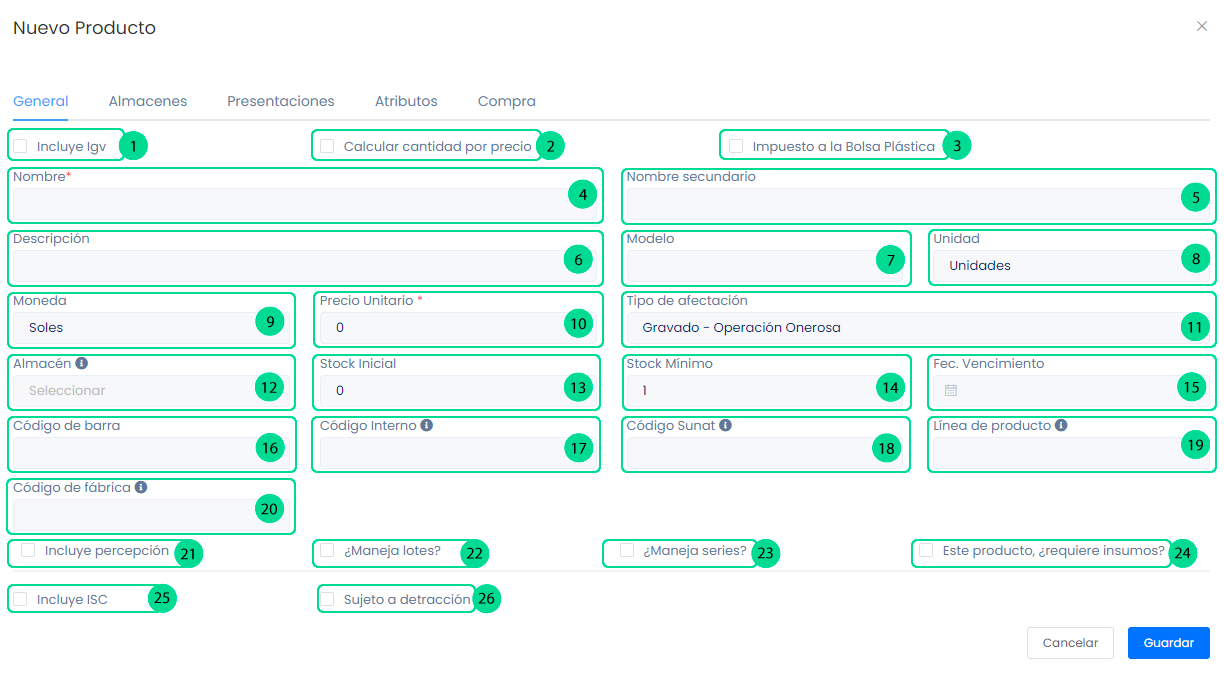 Nuevo Producto
General Almacenes Presentaciones Atributos Compra
Incluye Igv 1 Calcular cantidad por precio 2 Impuesto a la Bolsa Plástica 3
Nombre* 4 Nombre secundario 5
Descripción 6 Modelo 7 Unidad 8
Unidades
Moneda 9 Precio Unitario * 10 Tipo de afectación 11
Soles 0 Gravado - Operación Onerosa
Almacén 12 Stock Inicial 13 Stock Mínimo 14 Fec. Vencimiento 15
Seleccionar 0 1
Código de barra 16 Código Interno 17 Código Sunat 18 Línea de producto 19
Código de fábrica 20
Incluye percepción 21 ¿Maneja lotes? 22 ¿Maneja series? 23 Este producto, ¿requiere insumos? 24
Incluye ISC 25 Sujeto a detracción 26
Cancelar Guardar